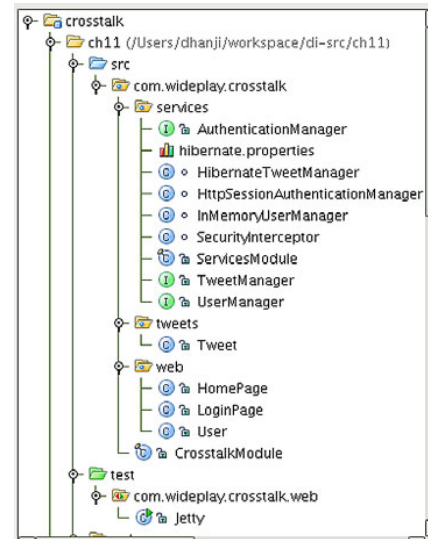 crosstalk
ch11 (/Users/dhanji/workspace/di-src/ch11)
src
com.wideplay.crosstalk
services
AuthenticationManager
hibernate.properties
HibernateTweetManager
HttpSessionAuthenticationManager
InMemoryUserManager
SecurityInterceptor
ServicesModule
TweetManager
UserManager
tweets
Tweet
web
HomePage
LoginPage
User
CrosstalkModule
test
com.wideplay.crosstalk.web
Jetty